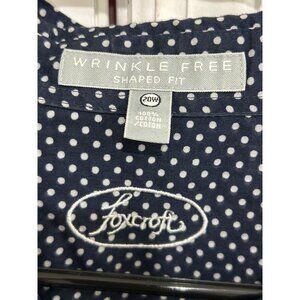 WRINKLE FREE
SHAPED FIT
20W
100%
COTTON
/COTON
foxcroft